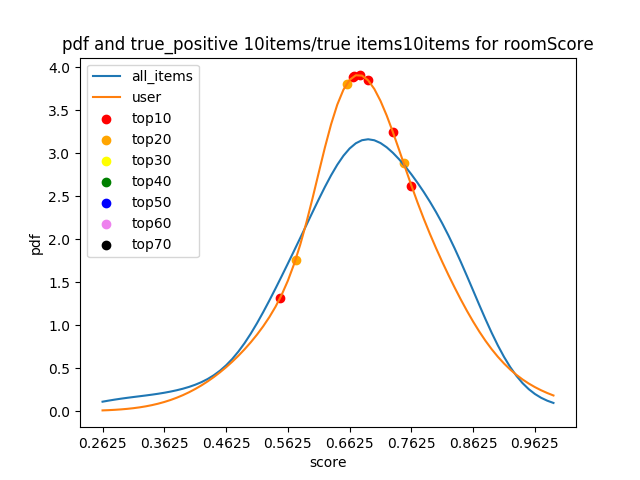 pdf and true_positive 10items/true items10items for roomScore
all_items
user
top10
top20
top30
top40
top50
top60
top70
pdf
4.0
3.5
3.0
2.5
2.0
1.5
1.0
0.5
0.0
0.2625 0.3625 0.4625 0.5625 0.6625 0.7625 0.8625 0.9625
score